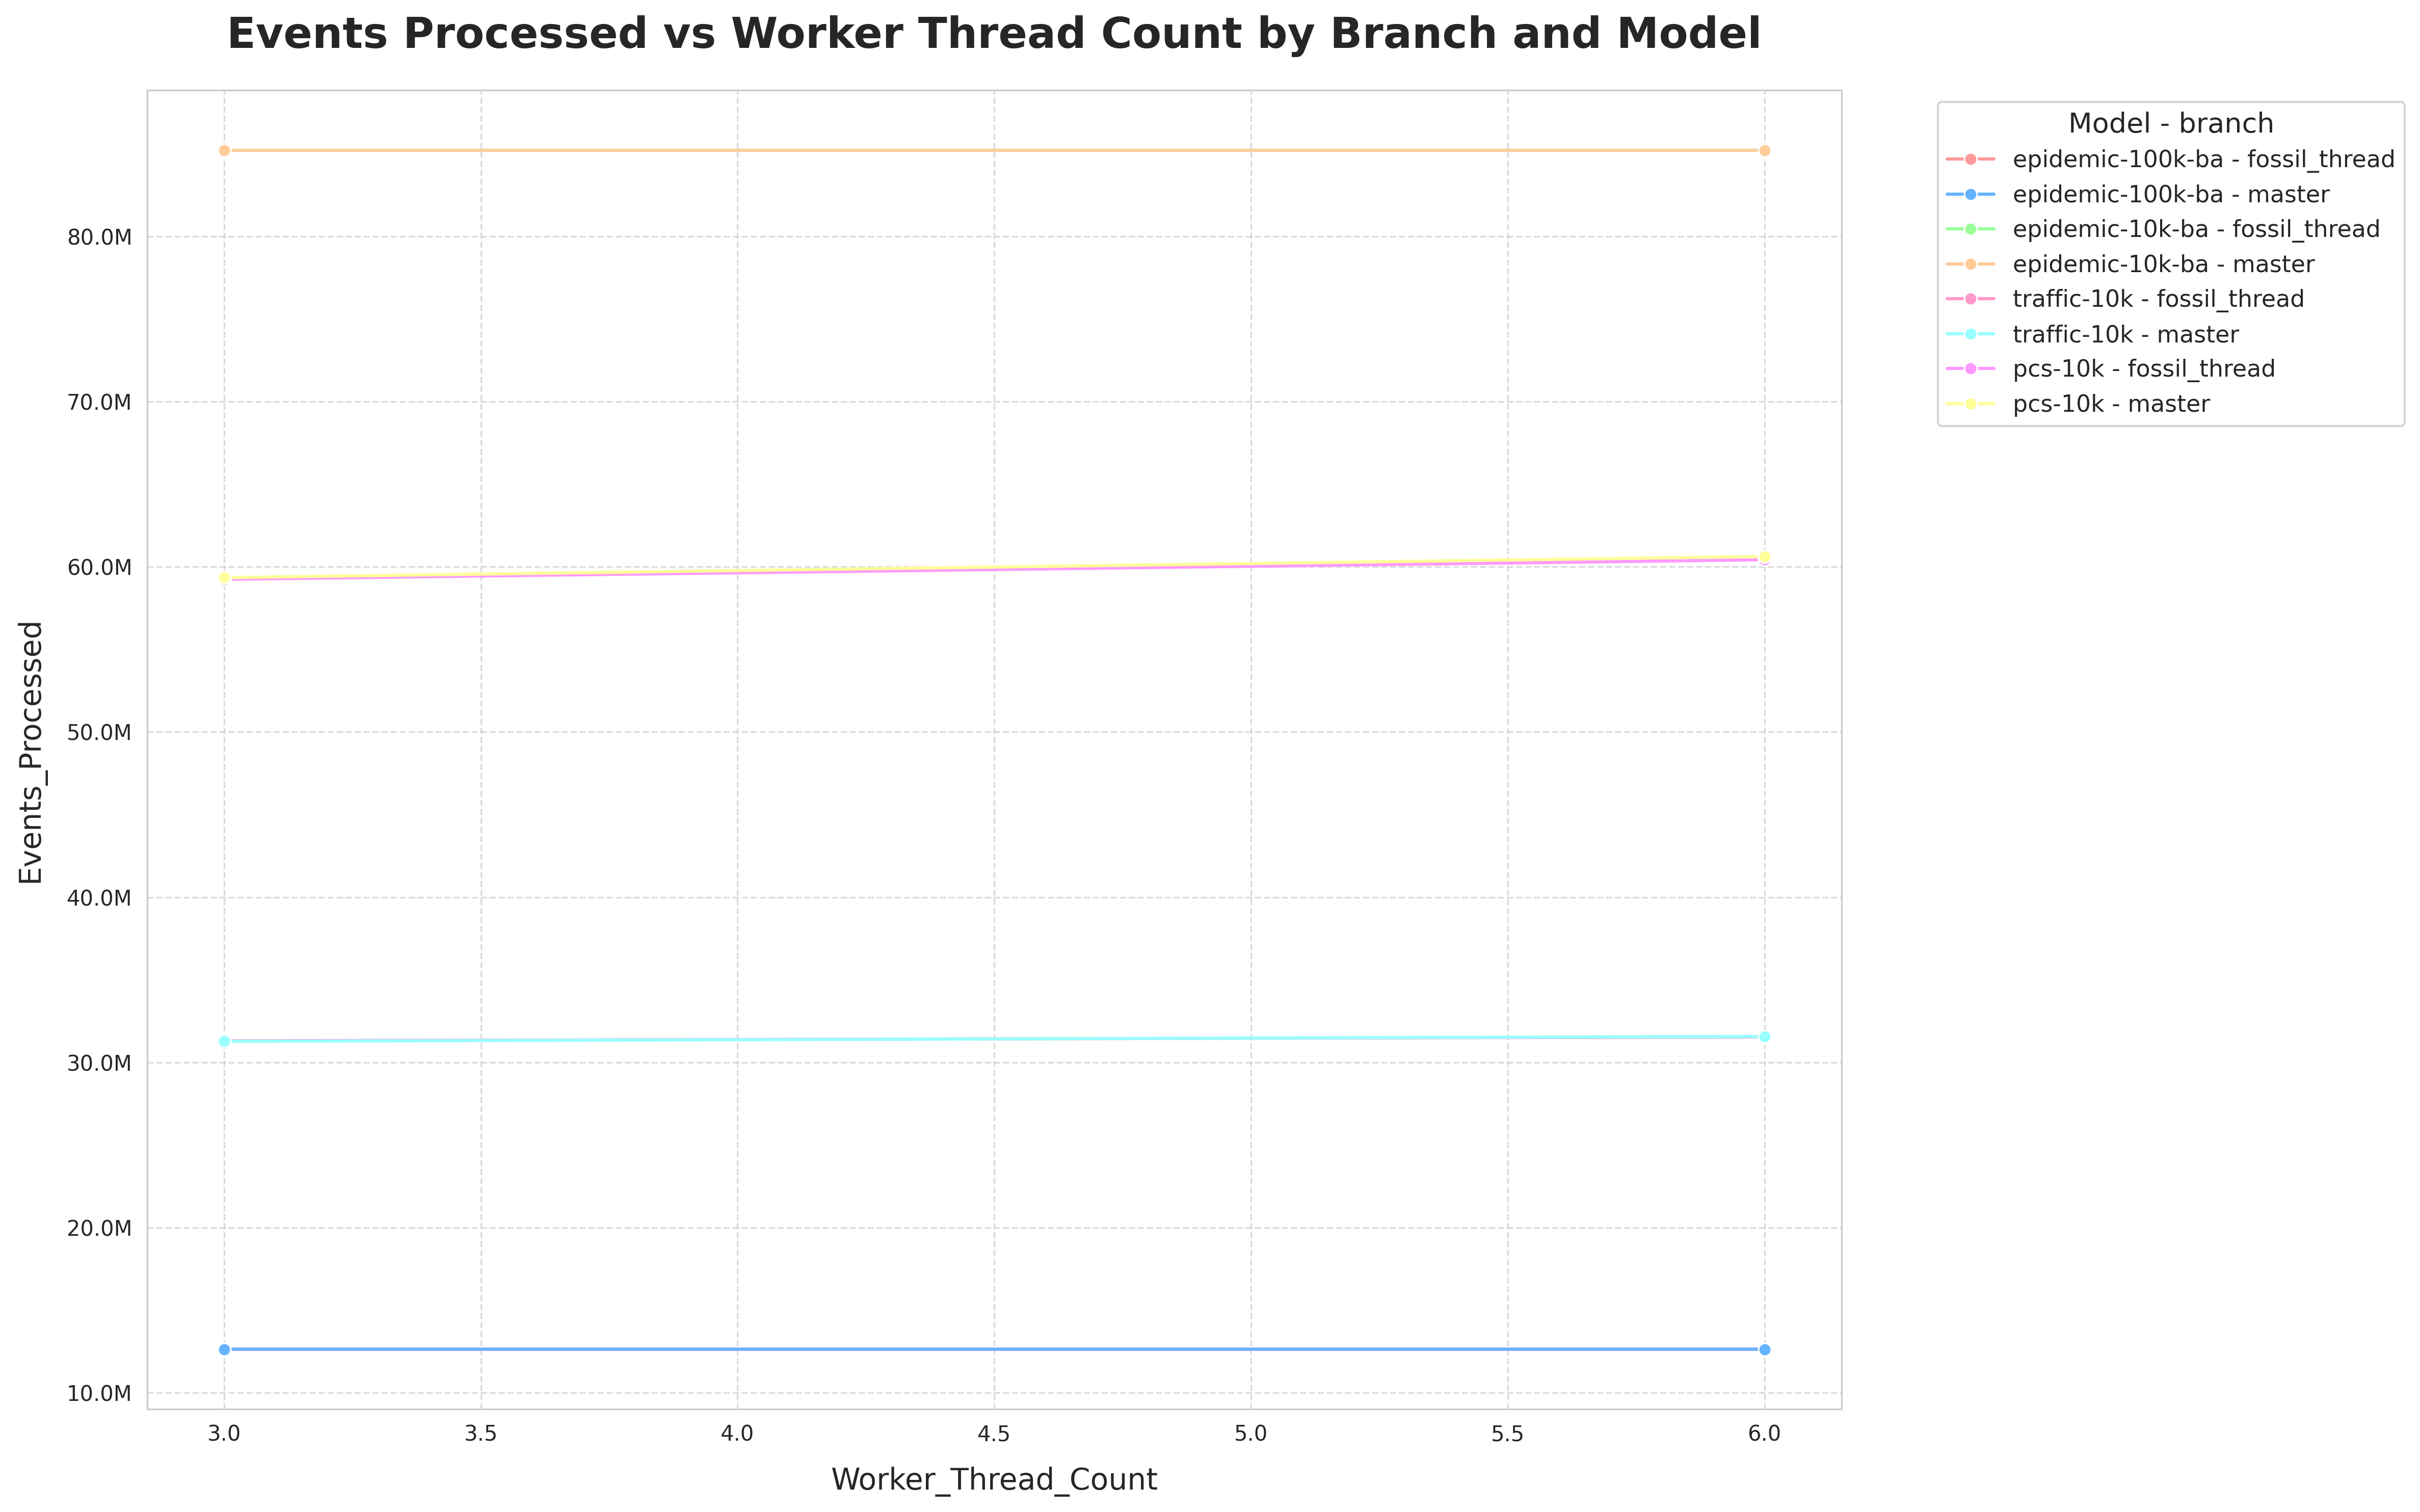 Events Processed vs Worker Thread Count by Branch and Model
Events_Processed
80.0M
70.0M
60.0M
50.0M
40.0M
30.0M
20.0M
10.0M
3.0
3.5
4.0
4.5
5.0
5.5
6.0
Worker_Thread_Count
Model - branch
epidemic-100k-ba - fossil_thread
epidemic-100k-ba - master
epidemic-10k-ba - fossil_thread
epidemic-10k-ba - master
traffic-10k - fossil_thread
traffic-10k - master
pcs-10k - fossil_thread
pcs-10k - master